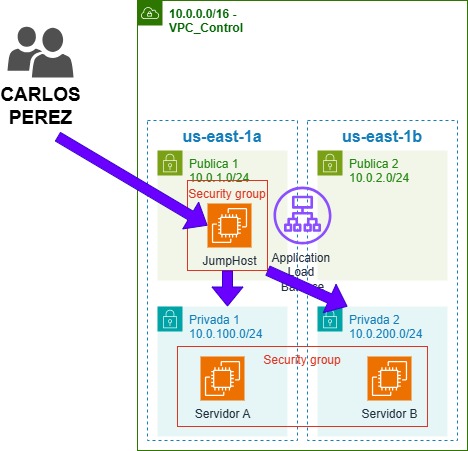 10.0.0.0/16 -
VPC_Control
CARLOS
PEREZ
us-east-1a
us-east-1b
Publica 1
10.0.1.0/24
Publica 2
10.0.2.0/24
Security group
JumpHost
Application
Load
Balancer
Privada 1
10.0.100.0/24
Privada 2
10.0.200.0/24
Security group
Servidor A
Servidor B